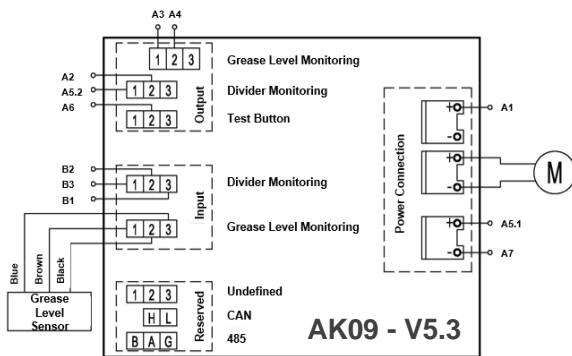 A3 A4
1 2 3 Grease Level Monitoring
A2
A5.2 1 2 3 Divider Monitoring
A6
1 2 3 Test Button
Output
B2
B3 1 2 3 Divider Monitoring
B1
1 2 3 Grease Level Monitoring
Input
Blue
Brown
Black
Grease
Level
Sensor
1 2 3 Undefined
H L CAN
B A G 485
Reserved
Power Connection
+ A1
-
+
-
M
+ A5.1
- A7
AK09 - V5.3